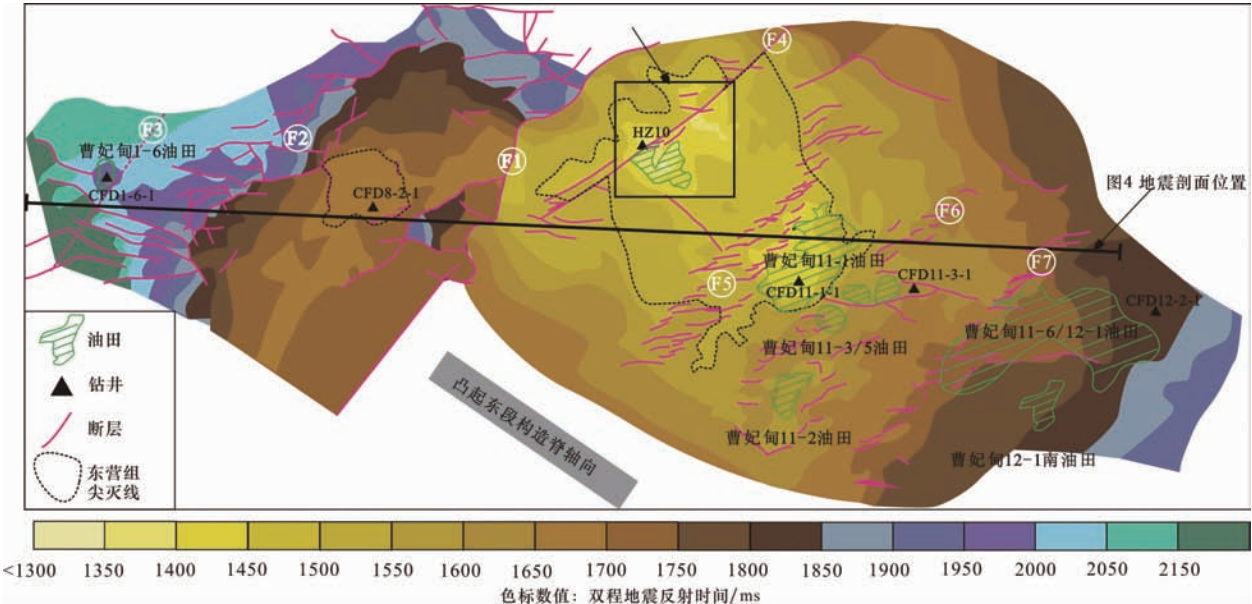 F4
HZ10
F3
F2
曹妃甸1-6油田
F1
CFD1-6-1
CFD8-2-1
图4 地震剖面位置
F6
曹妃甸11-1油田
F7
F5
CFD11-3-1
CFD11-1-1
CFD12-2-1
曹妃甸11-6/12-1油田
曹妃甸11-3/5油田
曹妃甸11-2油田
曹妃甸12-1南油田
凸起东段构造脊轴向
油田
钻井
断层
东营组
尖灭线
<1300 1350 1400 1450 1500 1550 1600 1650 1700 1750 1800 1850 1900 1950 2000 2050 2150
色标数值：双程地震反射时间/ms